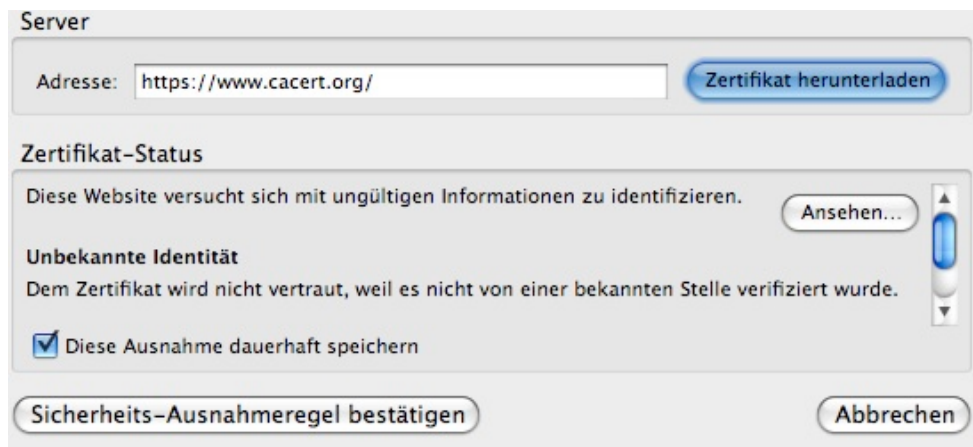 Server
Adresse: https://www.cacert.org/ Zertifikat herunterladen
Zertifikat-Status
Diese Website versucht sich mit ungültigen Informationen zu identifizieren.
Ansehen...
Unbekannte Identität
Dem Zertifikat wird nicht vertraut, weil es nicht von einer bekannten Stelle verifiziert wurde.
Diese Ausnahme dauerhaft speichern
Sicherheits-Ausnahmeregel bestätigen Abbrechen